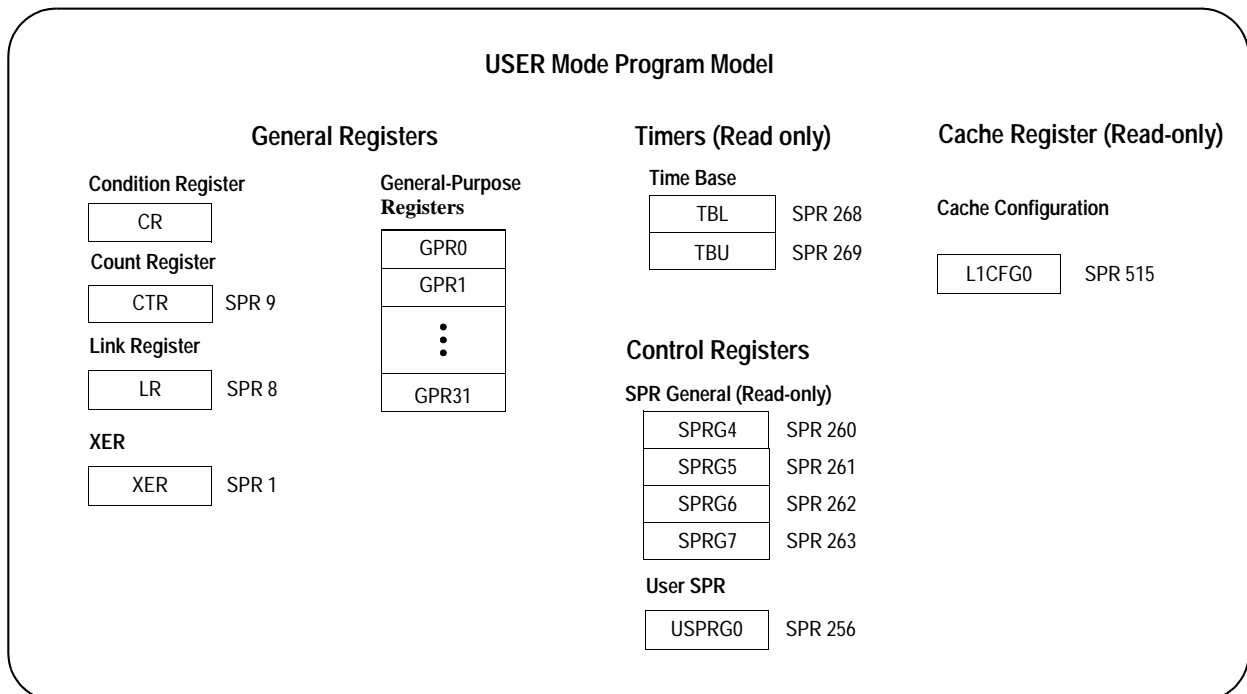 USER Mode Program Model
General Registers
Condition Register
CR
Count Register
CTR SPR 9
Link Register
LR SPR 8
XER
XER SPR 1
General-Purpose
Registers
GPR0
GPR1
GPR31
Timers (Read only)
Time Base
TBL SPR 268
TBU SPR 269
Control Registers
SPR General (Read-only)
SPRG4 SPR 260
SPRG5 SPR 261
SPRG6 SPR 262
SPRG7 SPR 263
User SPR
USPRG0 SPR 256
Cache Register (Read-only)
Cache Configuration
L1CFG0 SPR 515